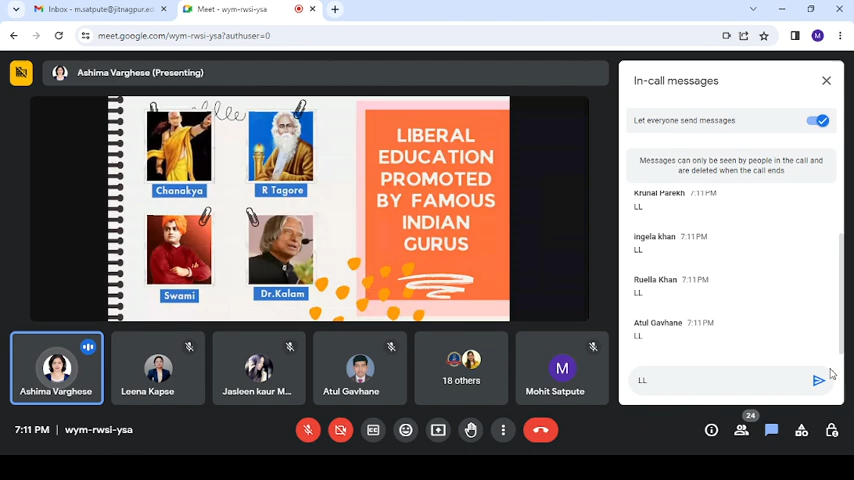 Inbox - m.satpute@jitnagpur.ed
Meet - wym-rwsi-ysa
meet.google.com/wym-rwsi-ysa?authuser=0
M
Ashima Varghese (Presenting)
Chanakya
R Tagore
Swami
Dr.Kalam
LIBERAL
EDUCATION
PROMOTED
BY FAMOUS
INDIAN
GURUS
In-call messages
Let everyone send messages
Messages can only be seen by people in the call and
are deleted when the call ends
Krunal Parekh 7:11 PM
LL
ingela khan 7:11 PM
LL
Ruella Khan 7:11 PM
LL
Atul Gavhane 7:11 PM
LL
LL
Ashima Varghese
Leena Kapse
Jasleen kaur M...
Atul Gavhane
18 others
M
Mohit Satpute
7:11 PM | wym-rwsi-ysa
24